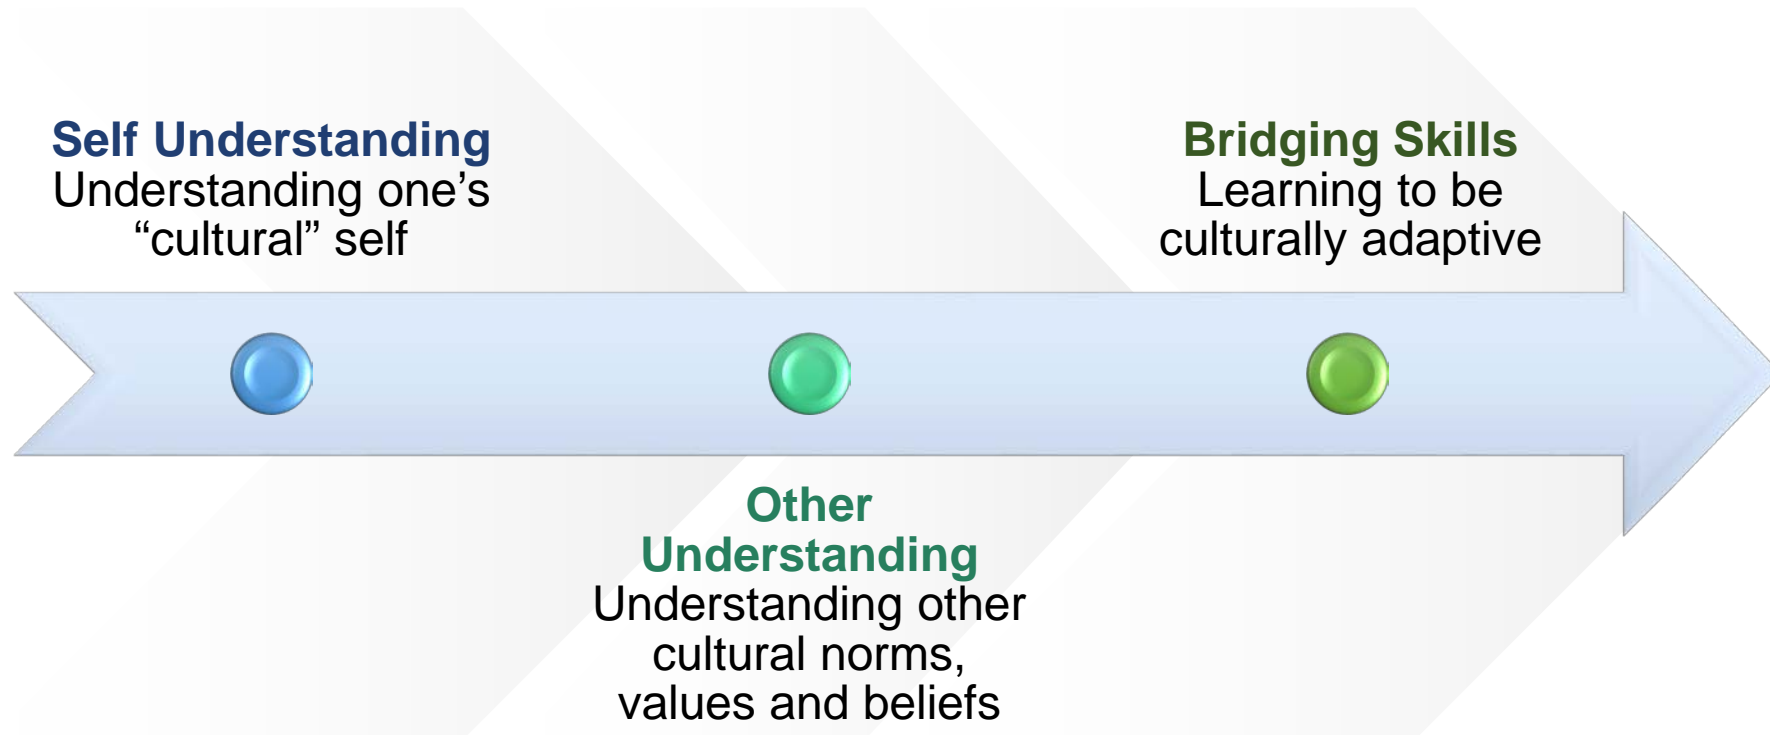 Self Understanding
Understanding one’s
“cultural” self
Other
Understanding
Understanding other
cultural norms,
values and beliefs
Bridging Skills
Learning to be
culturally adaptive